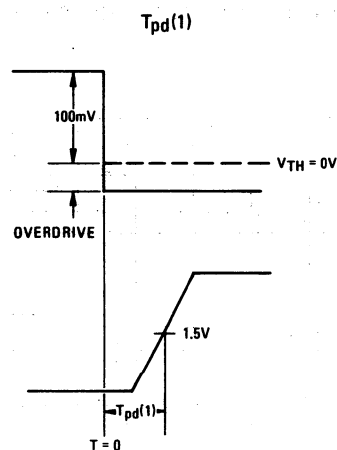 Tpd(1)
100mV
VTH = 0V
OVERDRIVE
1.5V
Tpd(1)
T = 0